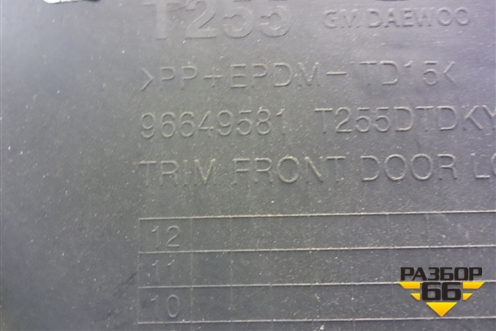 T255 GM DAEWOO
>PP+EPDM-TD15<
96649581 T255DTDKY
TRIM FRONT DOOR LO
12
11
10
РАЗБОР
66